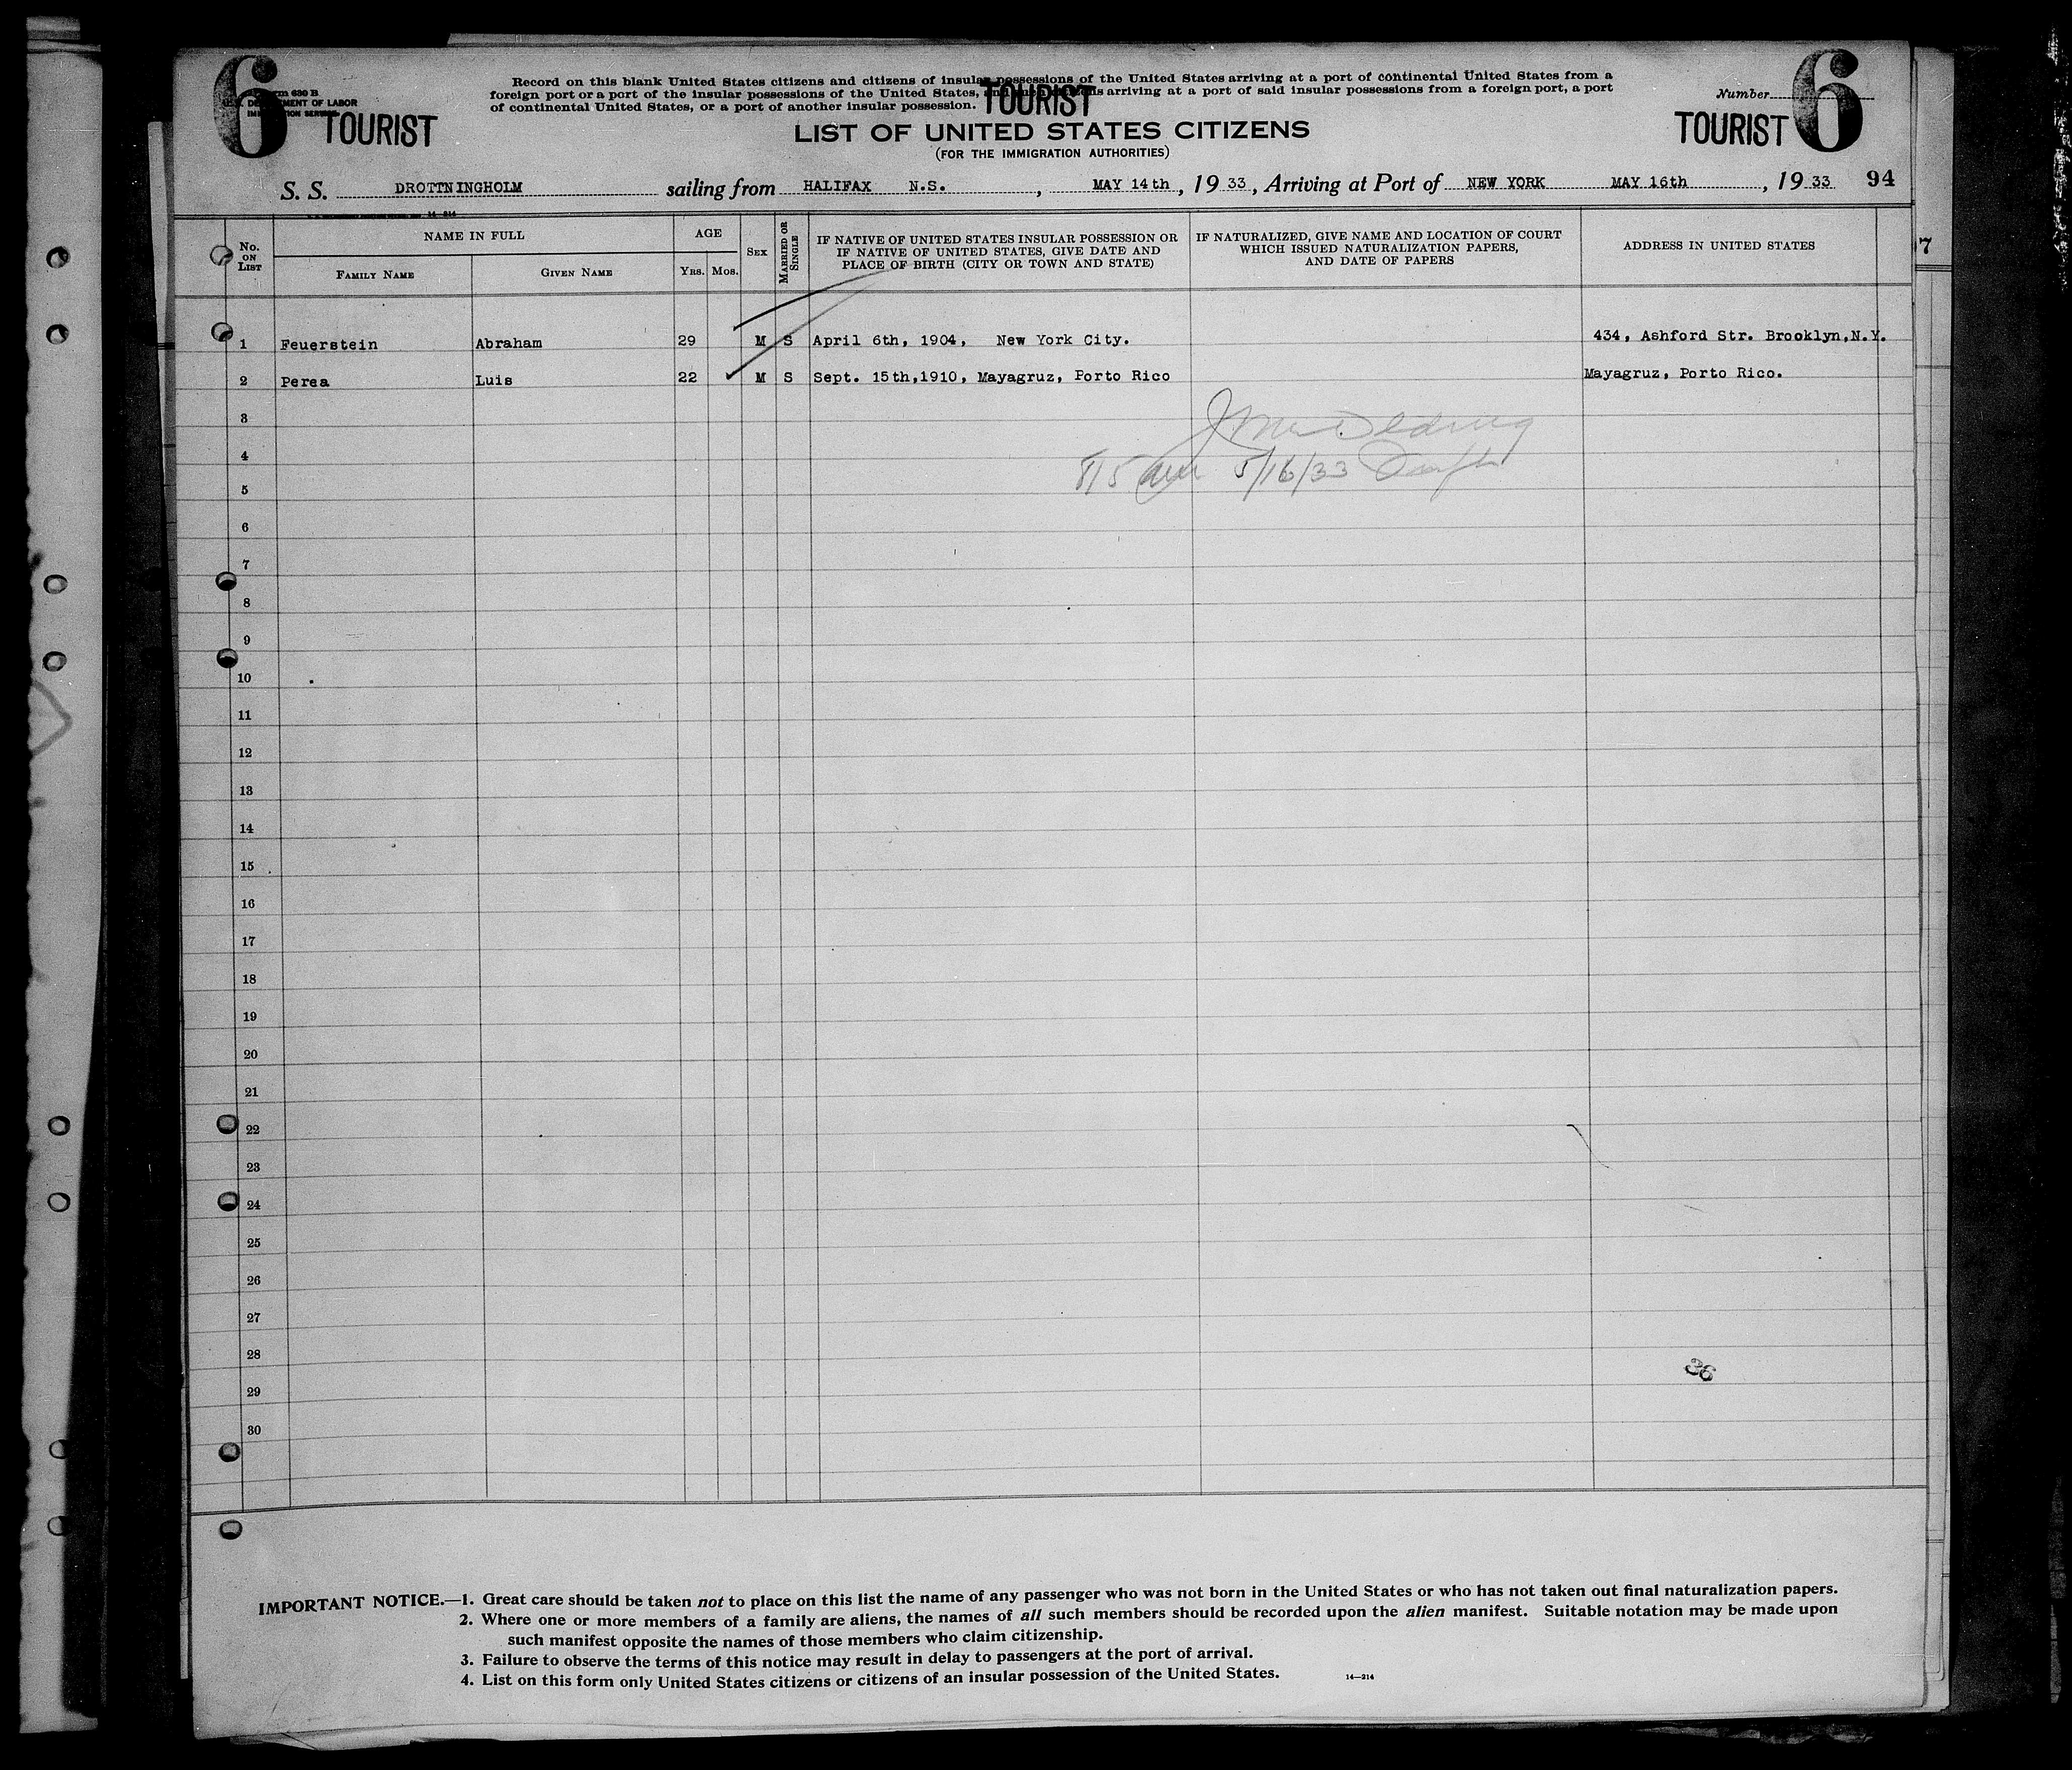 6
TOURIST
Record on this blank United States citizens and citizens of insular possessions of the United States arriving at a port of continental United States from a
foreign port or a port of the insular possessions of the United States, arriving at a port of said insular possessions from a foreign port, a port
of continental United States, or a port of another insular possession.
TOURIST
DEPARTMENT OF LABOR
LIST OF UNITED STATES CITIZENS
(FOR THE IMMIGRATION AUTHORITIES)
Number
TOURIST
6
S. S. DROTTNINGHOLM sailing from HALIFAX N.S. , MAY 14th , 19 33 , Arriving at Port of NEW YORK MAY 16th , 19 33 94
14-214
No. ON LIST
NAME IN FULL
FAMILY NAME
GIVEN NAME
AGE
YRS. MOS.
SEX
MARRIED OR SINGLE
IF NATIVE OF UNITED STATES INSULAR POSSESSION OR
IF NATIVE OF UNITED STATES, GIVE DATE AND
PLACE OF BIRTH (CITY OR TOWN AND STATE)
IF NATURALIZED, GIVE NAME AND LOCATION OF COURT
WHICH ISSUED NATURALIZATION PAPERS,
AND DATE OF PAPERS
ADDRESS IN UNITED STATES
7
1 Feuerstein Abraham 29 M S April 6th, 1904, New York City. 434, Ashford Str. Brooklyn,N.Y.
2 Perea Luis 22 M S Sept. 15th,1910, Mayagruz, Porto Rico Mayagruz, Porto Rico.
3
4
815 am 5/16/33
5
6
7
8
9
10
11
12
13
14
15
16
17
18
19
20
21
22
23
24
25
26
27
28
36
29
30
IMPORTANT NOTICE.—1. Great care should be taken not to place on this list the name of any passenger who was not born in the United States or who has not taken out final naturalization papers.
2. Where one or more members of a family are aliens, the names of all such members should be recorded upon the alien manifest. Suitable notation may be made upon
such manifest opposite the names of those members who claim citizenship.
3. Failure to observe the terms of this notice may result in delay to passengers at the port of arrival.
4. List on this form only United States citizens or citizens of an insular possession of the United States. 14—214